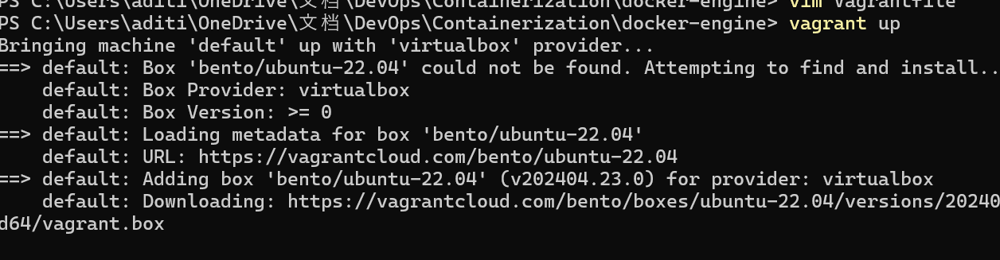 PS C:\Users\aditi\OneDrive\文档\DevOps\Containerization\docker-engine> vim Vagrantfile
PS C:\Users\aditi\OneDrive\文档\DevOps\Containerization\docker-engine> vagrant up
Bringing machine 'default' up with 'virtualbox' provider...
==> default: Box 'bento/ubuntu-22.04' could not be found. Attempting to find and install..
default: Box Provider: virtualbox
default: Box Version: >= 0
==> default: Loading metadata for box 'bento/ubuntu-22.04'
default: URL: https://vagrantcloud.com/bento/ubuntu-22.04
==> default: Adding box 'bento/ubuntu-22.04' (v202404.23.0) for provider: virtualbox
default: Downloading: https://vagrantcloud.com/bento/boxes/ubuntu-22.04/versions/20240
d64/vagrant.box